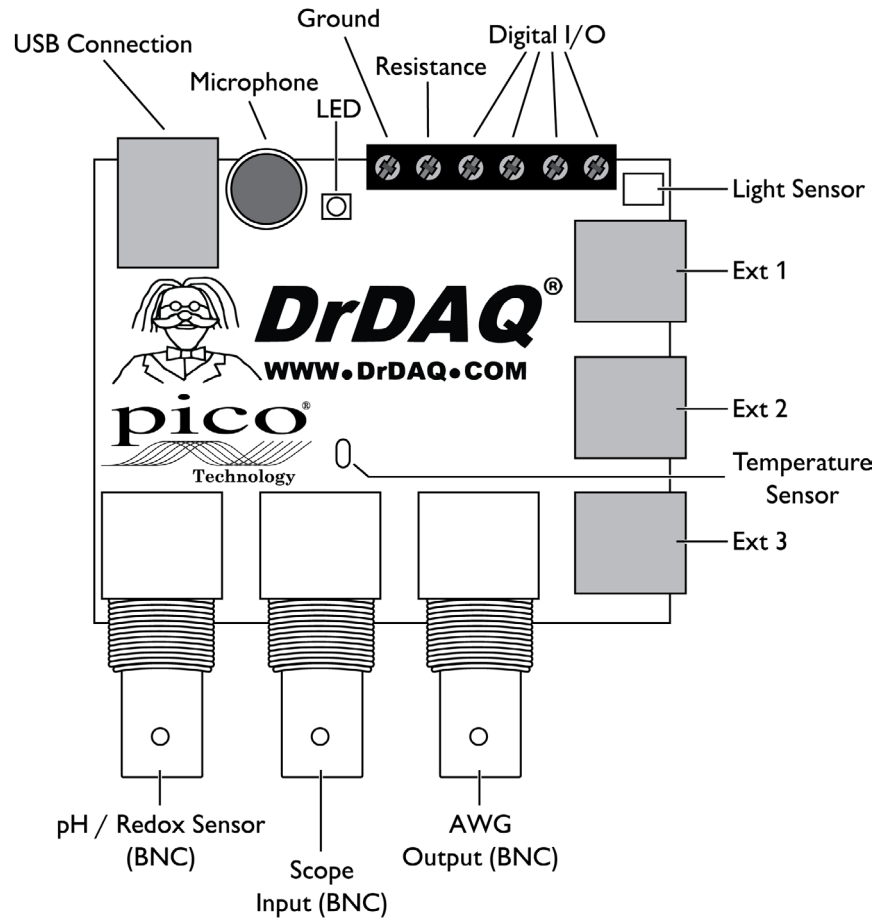 Ground
Digital I/O
USB Connection
Resistance
Microphone
LED
Light Sensor
Ext 1
DrDAQ®
WWW.DrDAQ.COM
pico®
Technology
Ext 2
Temperature
Sensor
Ext 3
pH / Redox Sensor
(BNC)
Scope
Input (BNC)
AWG
Output (BNC)